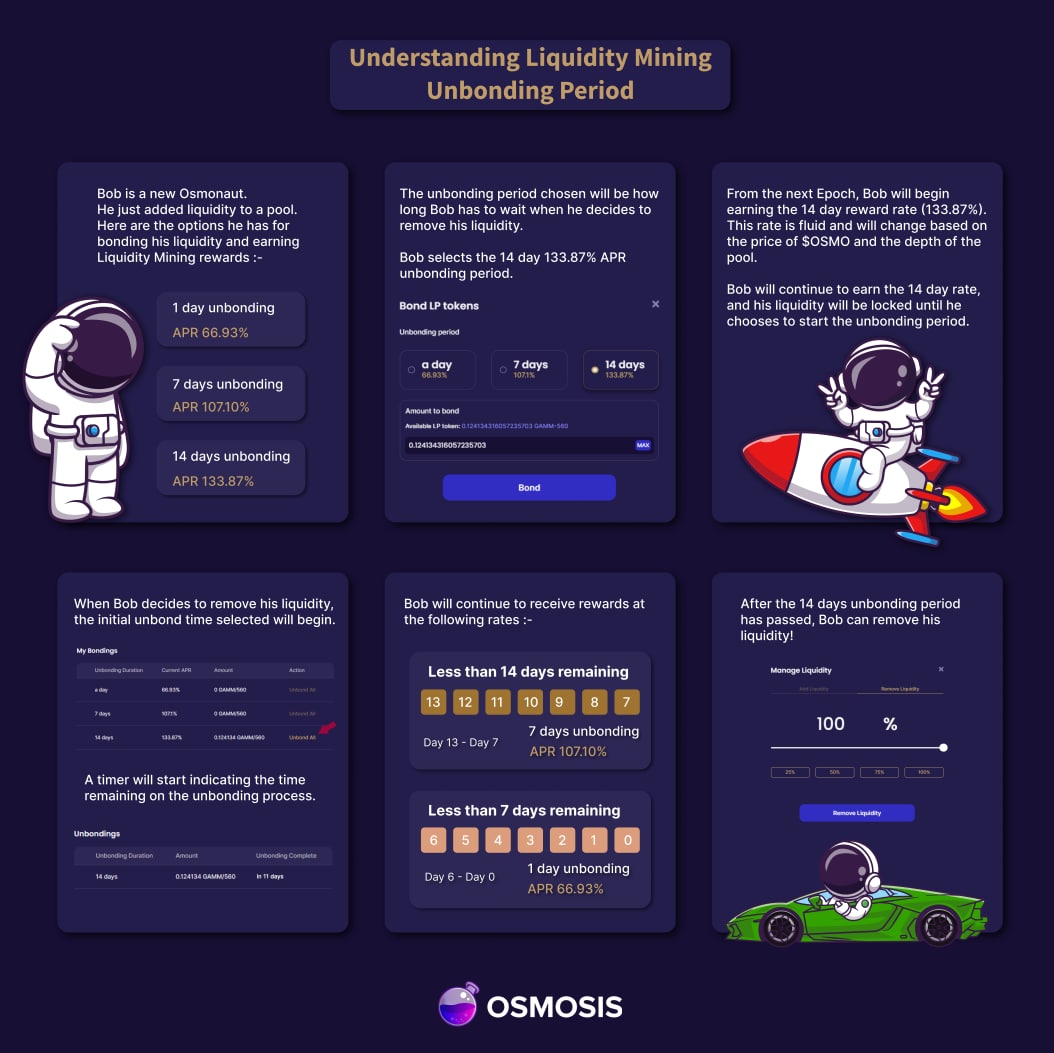 Understanding Liquidity Mining
Unbonding Period
Bob is a new Osmonaut.
He just added liquidity to a pool.
Here are the options he has for
bonding his liquidity and earning
Liquidity Mining rewards :-
1 day unbonding
APR 66.93%
7 days unbonding
APR 107.10%
14 days unbonding
APR 133.87%
The unbonding period chosen will be how
long Bob has to wait when he decides to
remove his liquidity.
Bob selects the 14 day 133.87% APR
unbonding period.
Bond LP tokens
Unbonding period
a day
66.93%
7 days
107.1%
14 days
133.87%
Amount to bond
Available LP token: 0.124134316057235703 GAMM-560
0.124134316057235703
MAX
Bond
From the next Epoch, Bob will begin
earning the 14 day reward rate (133.87%).
This rate is fluid and will change based on
the price of $OSMO and the depth of the
pool.
Bob will continue to earn the 14 day rate,
and his liquidity will be locked until he
chooses to start the unbonding period.
When Bob decides to remove his liquidity,
the initial unbond time selected will begin.
My Bondings
Unbonding Duration Current APR Amount Action
a day 66.93% 0 GAMM/560 Unbond All
7 days 107.1% 0 GAMM/560 Unbond All
14 days 133.87% 0.124134 GAMM/560 Unbond All
A timer will start indicating the time
remaining on the unbonding process.
Unbondings
Unbonding Duration Amount Unbonding Complete
14 days 0.124134 GAMM/560 In 11 days
Bob will continue to receive rewards at
the following rates :-
Less than 14 days remaining
13 12 11 10 9 8 7
Day 13 - Day 7
7 days unbonding
APR 107.10%
Less than 7 days remaining
6 5 4 3 2 1 0
Day 6 - Day 0
1 day unbonding
APR 66.93%
After the 14 days unbonding period
has passed, Bob can remove his
liquidity!
Manage Liquidity
Add Liquidity Remove Liquidity
100 %
25% 50% 75% 100%
Remove Liquidity
OSMOSIS